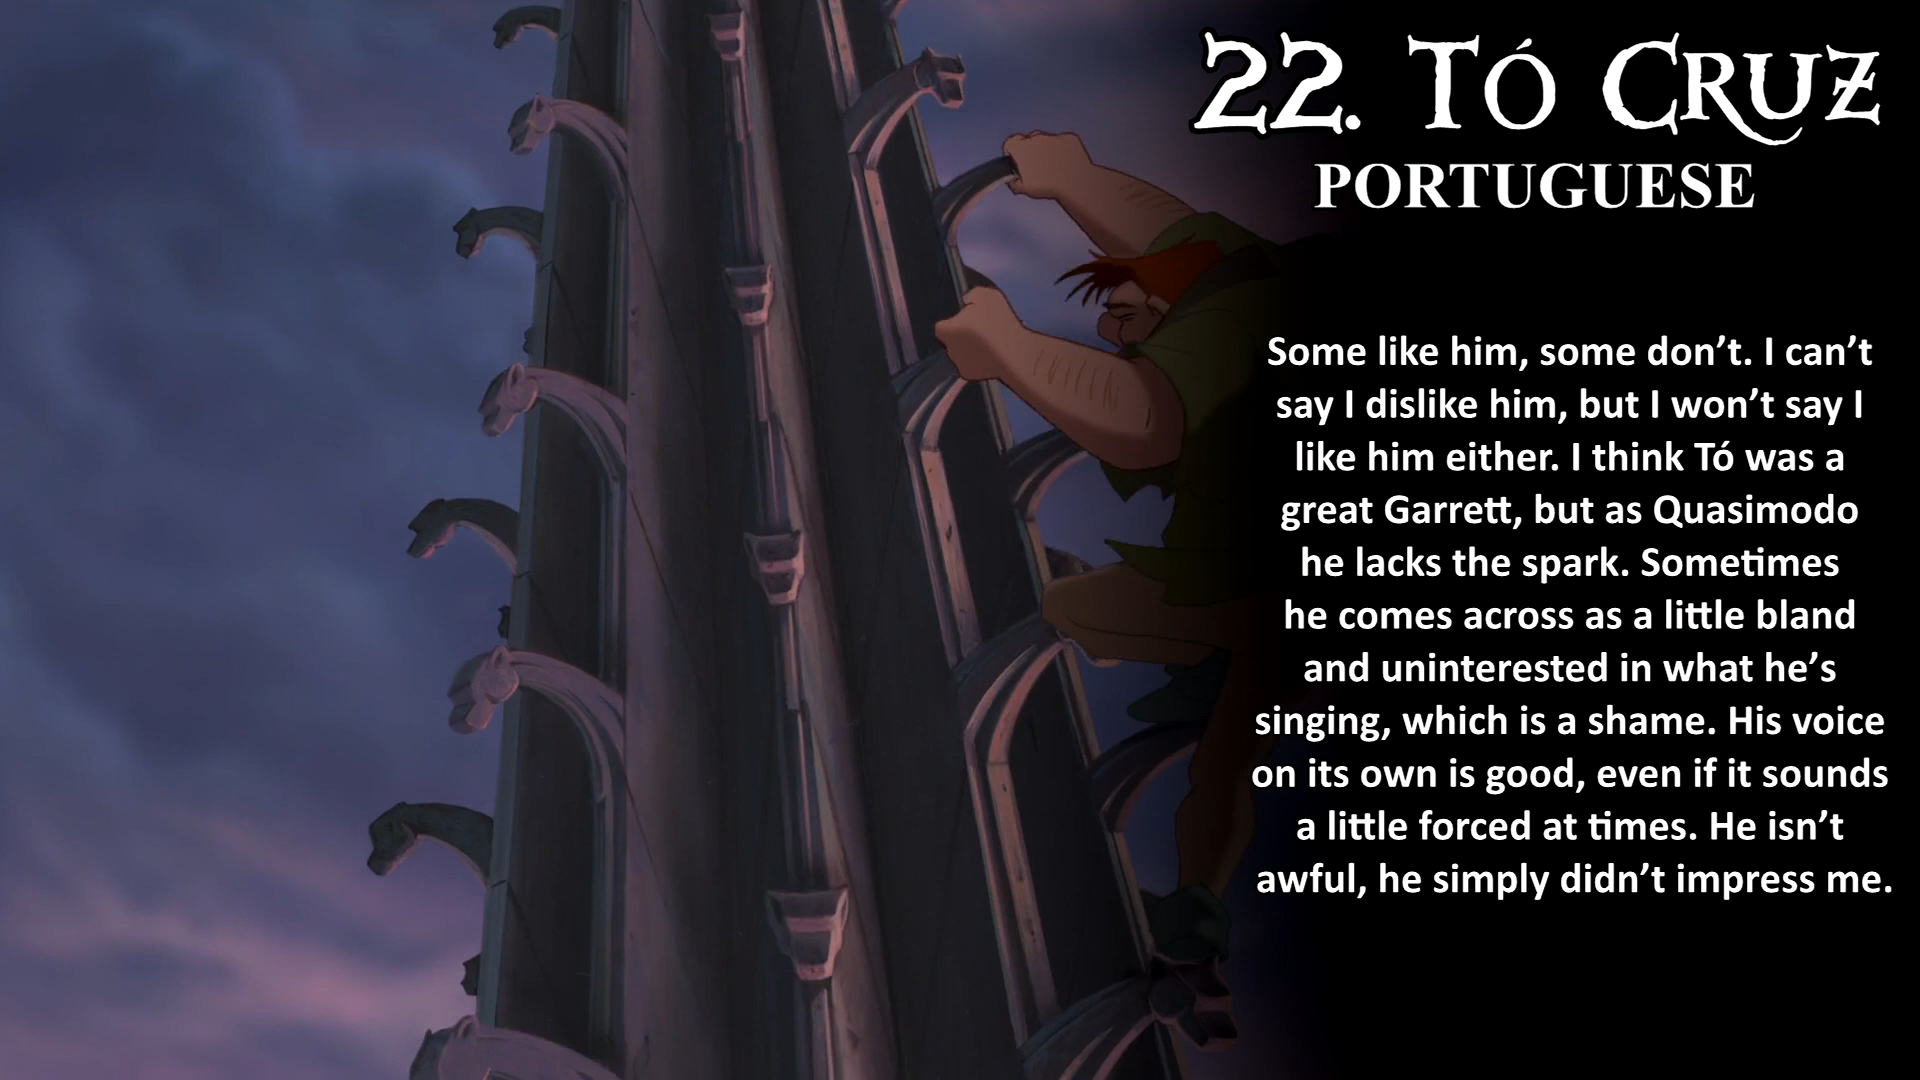 22. Tó Cruz
PORTUGUESE
Some like him, some don’t. I can’t
say I dislike him, but I won’t say I
like him either. I think Tó was a
great Garrett, but as Quasimodo
he lacks the spark. Sometimes
he comes across as a little bland
and uninterested in what he’s
singing, which is a shame. His voice
on its own is good, even if it sounds
a little forced at times. He isn’t
awful, he simply didn’t impress me.